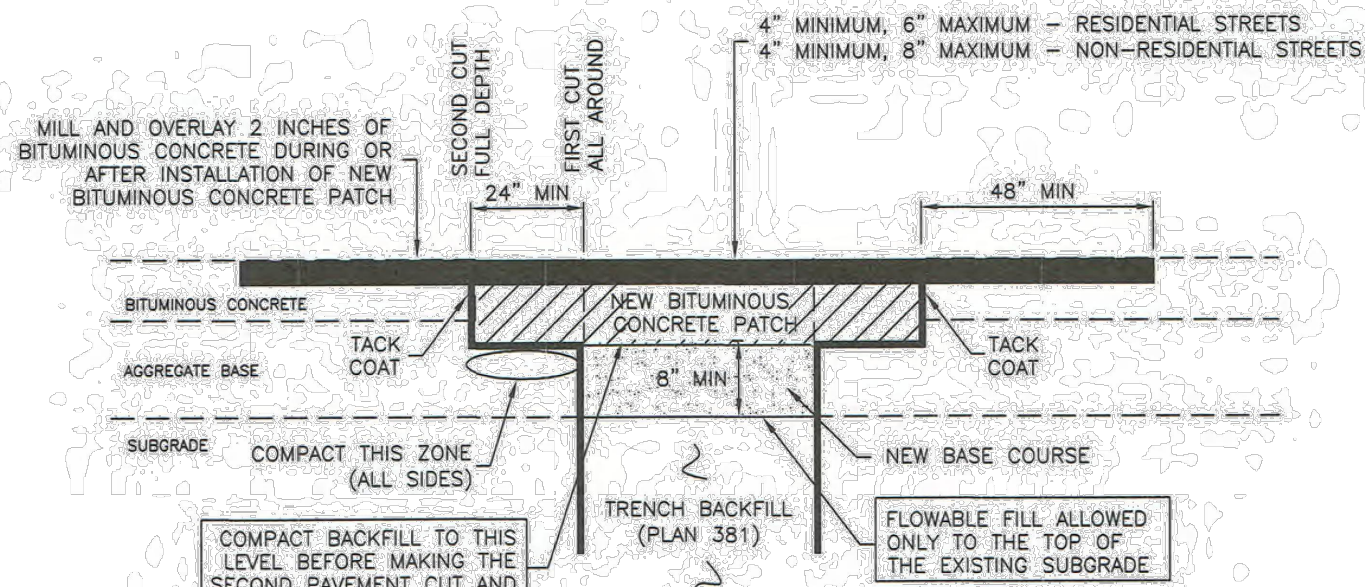 4" MINIMUM, 6" MAXIMUM – RESIDENTIAL STREETS
4" MINIMUM, 8" MAXIMUM – NON-RESIDENTIAL STREETS
SECOND CUT
FULL DEPTH
FIRST CUT
ALL AROUND
MILL AND OVERLAY 2 INCHES OF
BITUMINOUS CONCRETE DURING OR
AFTER INSTALLATION OF NEW
BITUMINOUS CONCRETE PATCH
24" MIN
48" MIN
BITUMINOUS CONCRETE
NEW BITUMINOUS
CONCRETE PATCH
TACK
COAT
TACK
COAT
AGGREGATE BASE
8" MIN
SUBGRADE
COMPACT THIS ZONE
(ALL SIDES)
NEW BASE COURSE
TRENCH BACKFILL
(PLAN 381)
FLOWABLE FILL ALLOWED
ONLY TO THE TOP OF
THE EXISTING SUBGRADE
COMPACT BACKFILL TO THIS
LEVEL BEFORE MAKING THE
SECOND PAVEMENT CUT AND